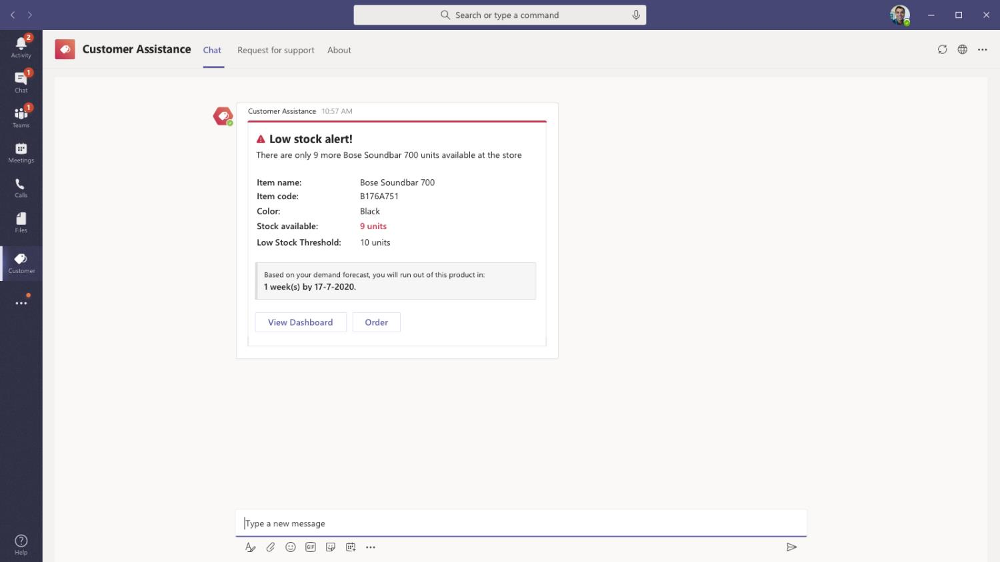 Search or type a command
2
Activity
1
Chat
1
Teams
Meetings
Calls
Files
Customer
Help
Customer Assistance
Chat
Request for support
About
Customer Assistance 10:57 AM
Low stock alert!
There are only 9 more Bose Soundbar 700 units available at the store
Item name: Bose Soundbar 700
Item code: B176A751
Color: Black
Stock available: 9 units
Low Stock Threshold: 10 units
Based on your demand forecast, you will run out of this product in:
1 week(s) by 17-7-2020.
View Dashboard
Order
Type a new message
GIF